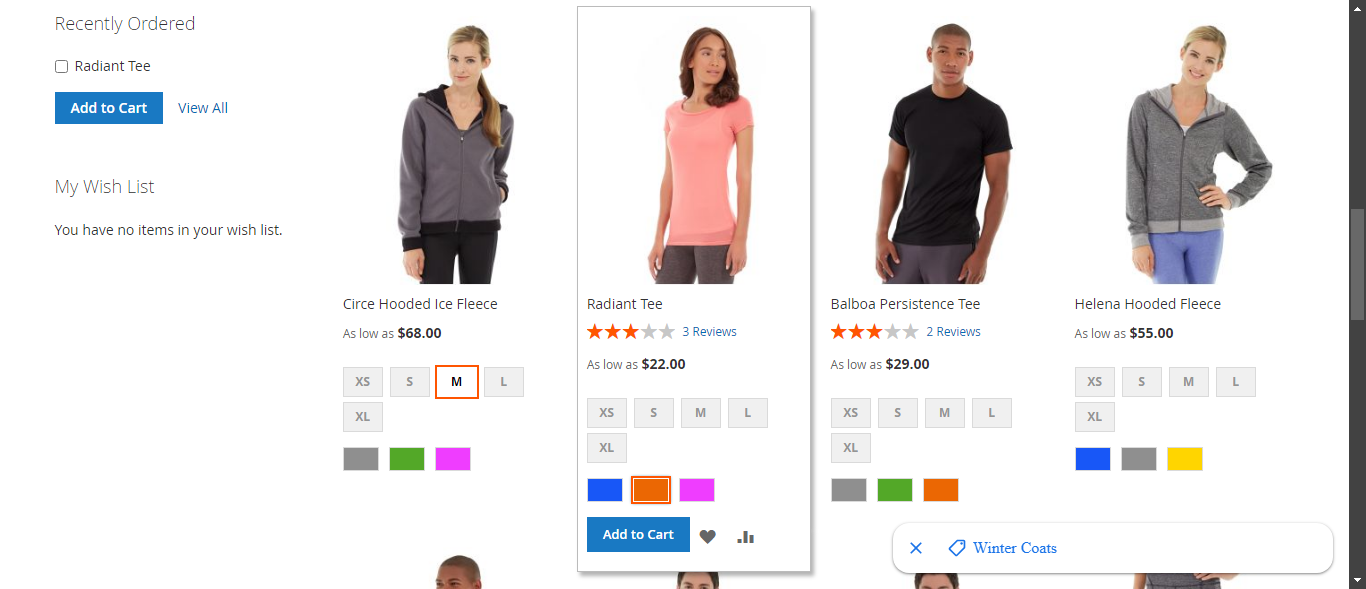 Recently Ordered
Radiant Tee
Add to Cart
View All
My Wish List
You have no items in your wish list.
Circe Hooded Ice Fleece
As low as $68.00
XS S M L
XL
Radiant Tee
3 Reviews
As low as $22.00
XS S M L
XL
Add to Cart
Balboa Persistence Tee
2 Reviews
As low as $29.00
XS S M L
XL
Helena Hooded Fleece
As low as $55.00
XS S M L
XL
Winter Coats